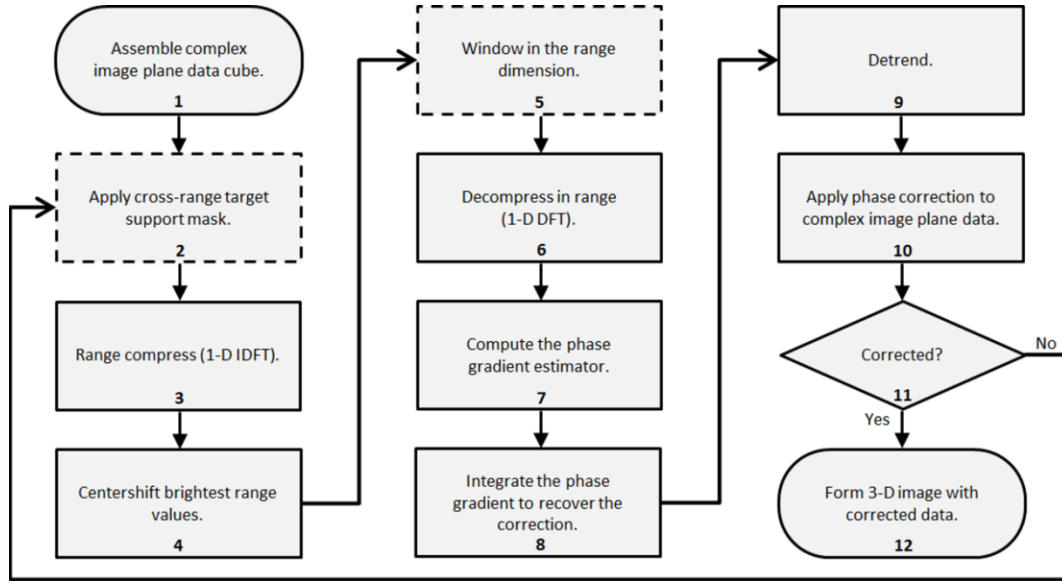 Assemble complex
image plane data cube.
1
Apply cross-range target
support mask.
2
Range compress (1-D IDFT).
3
Centershift brightest range
values.
4
Window in the range
dimension.
5
Decompress in range
(1-D DFT).
6
Compute the phase
gradient estimator.
7
Integrate the phase
gradient to recover the
correction.
8
Detrend.
9
Apply phase correction to
complex image plane data.
10
Corrected?
No
11
Yes
Form 3-D image with
corrected data.
12